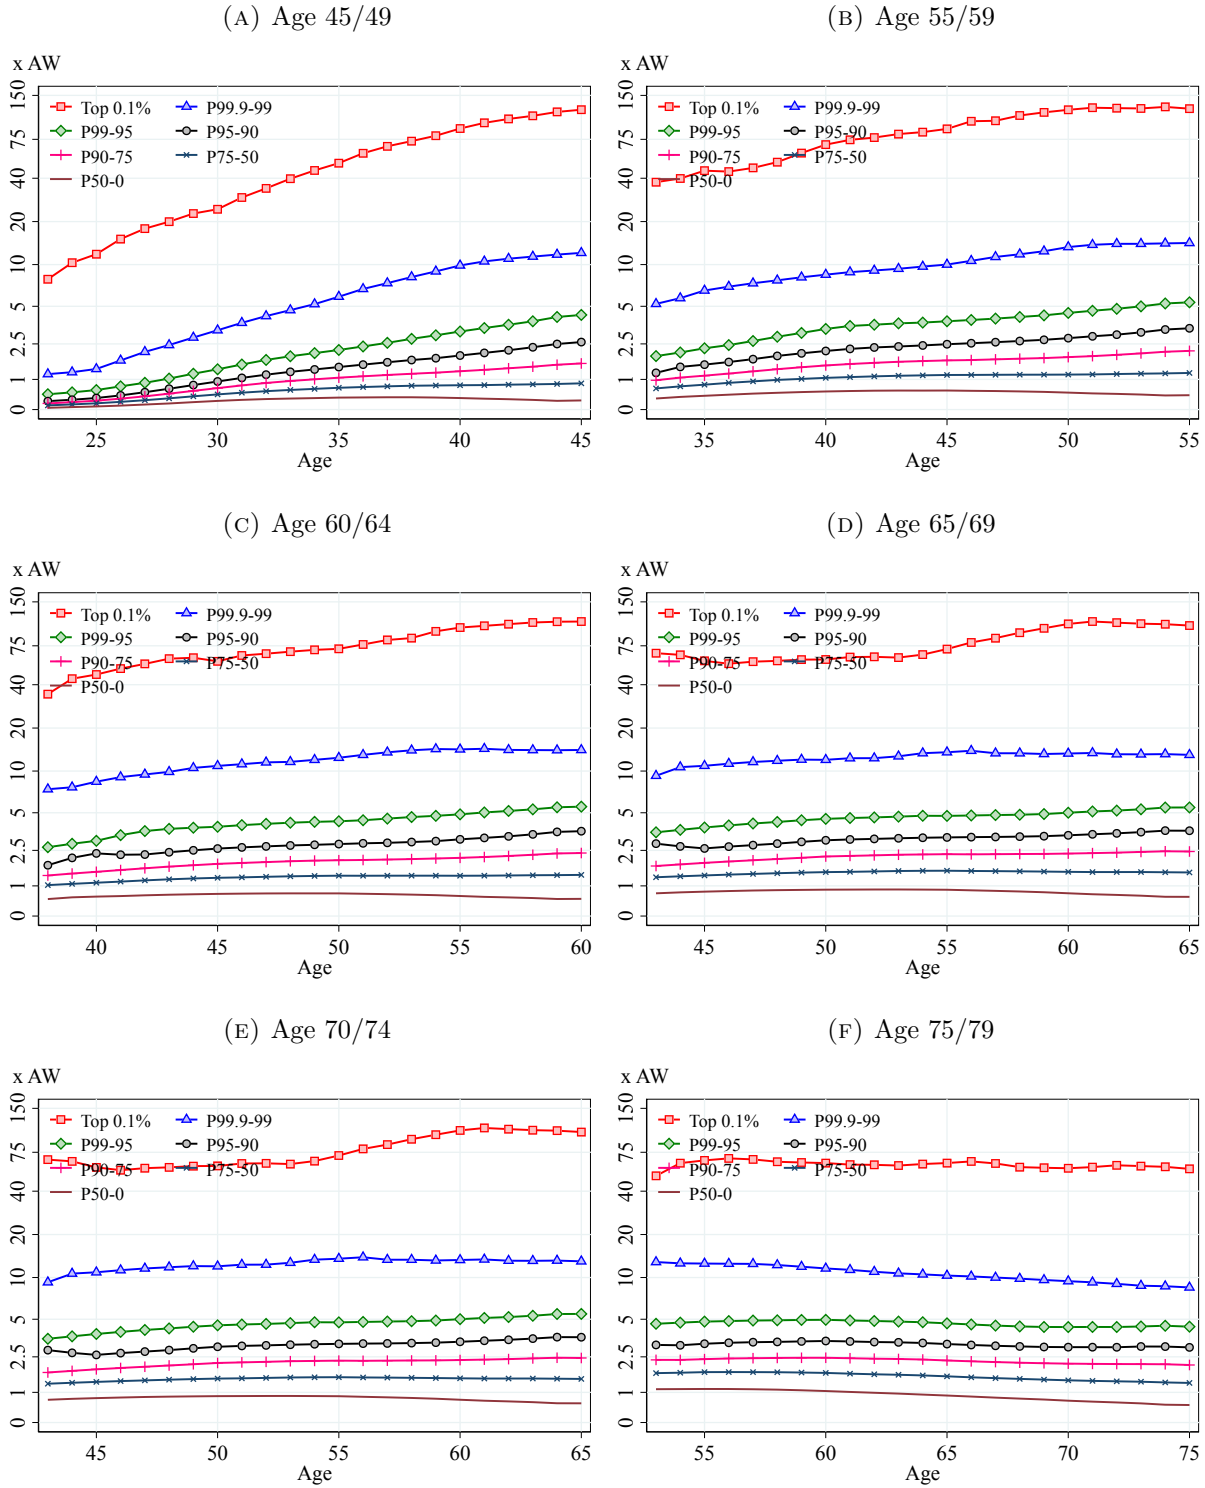 (A) Age 45/49
x AW
150
75
40
20
10
5
2.5
1
0
Top 0.1%
P99.9-99
P99-95
P95-90
P90-75
P75-50
P50-0
25 30 35 40 45
Age
(B) Age 55/59
x AW
150
75
40
20
10
5
2.5
1
0
Top 0.1%
P99.9-99
P99-95
P95-90
P90-75
P75-50
P50-0
35 40 45 50 55
Age
(C) Age 60/64
x AW
150
75
40
20
10
5
2.5
1
0
Top 0.1%
P99.9-99
P99-95
P95-90
P90-75
P75-50
P50-0
40 45 50 55 60
Age
(D) Age 65/69
x AW
150
75
40
20
10
5
2.5
1
0
Top 0.1%
P99.9-99
P99-95
P95-90
P90-75
P75-50
P50-0
45 50 55 60 65
Age
(E) Age 70/74
x AW
150
75
40
20
10
5
2.5
1
0
Top 0.1%
P99.9-99
P99-95
P95-90
P90-75
P75-50
P50-0
45 50 55 60 65
Age
(F) Age 75/79
x AW
150
75
40
20
10
5
2.5
1
0
Top 0.1%
P99.9-99
P99-95
P95-90
P90-75
P75-50
P50-0
55 60 65 70 75
Age